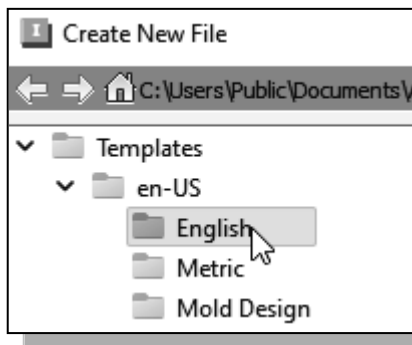 I Create New File
C:\Users\Public\Documents\
Templates
en-US
English
Metric
Mold Design